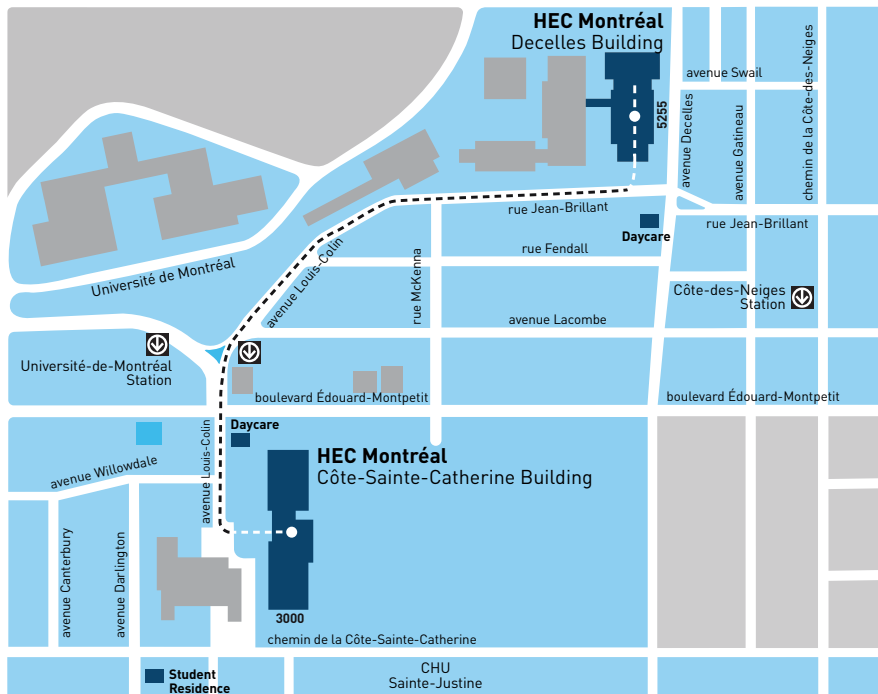 HEC Montréal
Decelles Building
avenue Swail
5255
avenue Decelles
avenue Gatineau
chemin de la Côte-des-Neiges
rue Jean-Brillant
rue Jean-Brillant
Daycare
rue Fendall
Université de Montréal
avenue Louis-Colin
rue McKenna
Côte-des-Neiges
Station
avenue Lacombe
Université-de-Montréal
Station
boulevard Édouard-Montpetit
boulevard Édouard-Montpetit
Daycare
avenue Louis-Colin
HEC Montréal
Côte-Sainte-Catherine Building
avenue Willowdale
avenue Canterbury
avenue Darlington
3000
chemin de la Côte-Sainte-Catherine
Student
Residence
CHU
Sainte-Justine